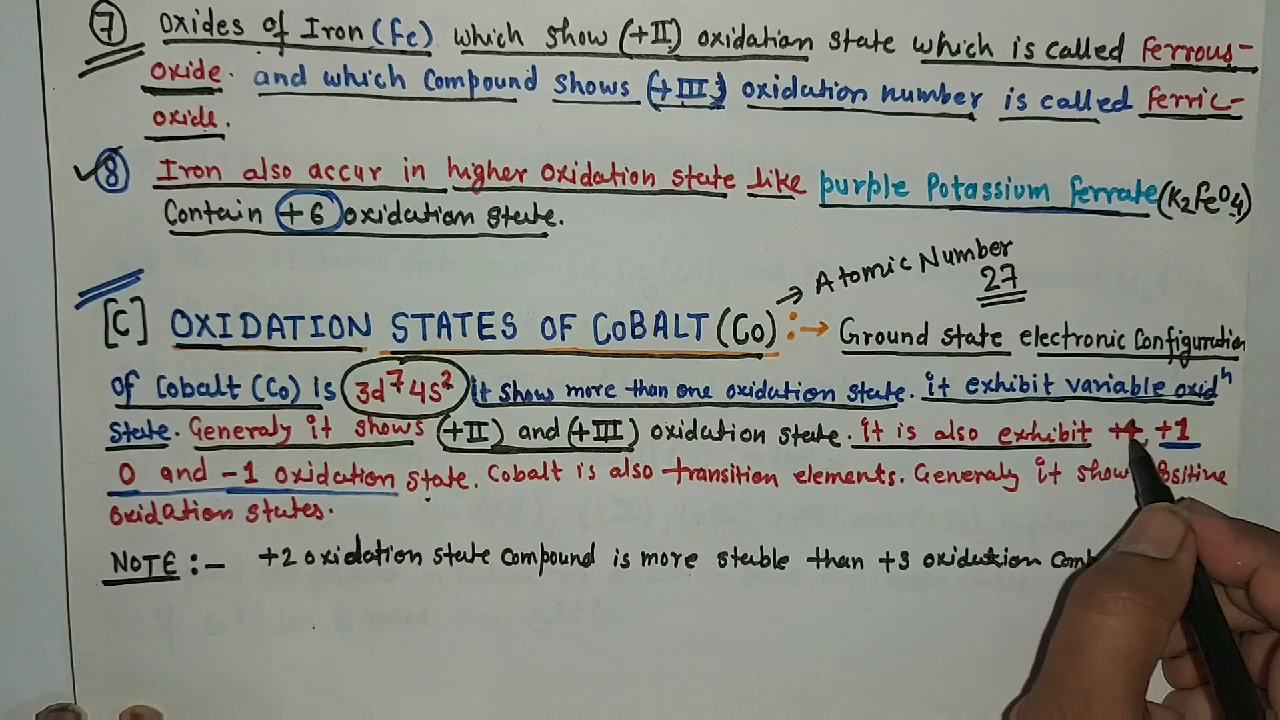 7 Oxides of Iron (Fe) which show (+II) oxidation state which is called ferrous-
oxide. and which compound shows (+III) oxidation number is called ferric-
oxide.
8 Iron also occur in higher oxidation state like purple Potassium ferrate (K2FeO4)
Contain +6 oxidation state.
→ Atomic Number
27
[C] OXIDATION STATES OF COBALT (Co) :→ Ground state electronic Configuration
of Cobalt (Co) is 3d⁷4s² it show more than one oxidation state. it exhibit variable oxidⁿ
state. Generaly it shows (+II) and (+III) oxidation state. it is also exhibit +4, +1
0 and -1 oxidation state. Cobalt is also transition elements. Generaly it show
oxidation states.
NOTE :- +2 oxidation state compound is more stable than +3 oxidation